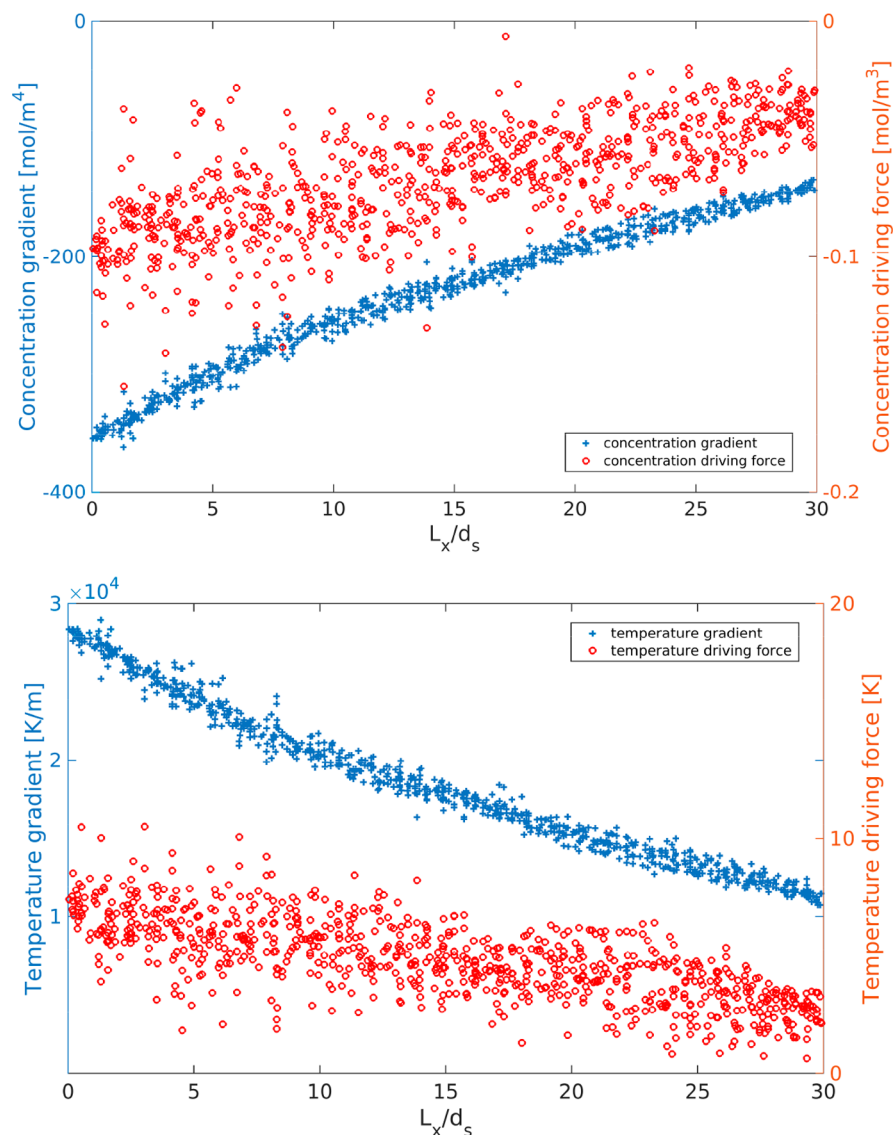 0
-200
-400
Concentration gradient [mol/m⁴]
0
-0.1
-0.2
Concentration driving force [mol/m³]
concentration gradient
concentration driving force
0 5 10 15 20 25 30
Lₓ/dₛ
×10⁴
3
2
1
Temperature gradient [K/m]
20
10
0
Temperature driving force [K]
temperature gradient
temperature driving force
0 5 10 15 20 25 30
Lₓ/dₛ